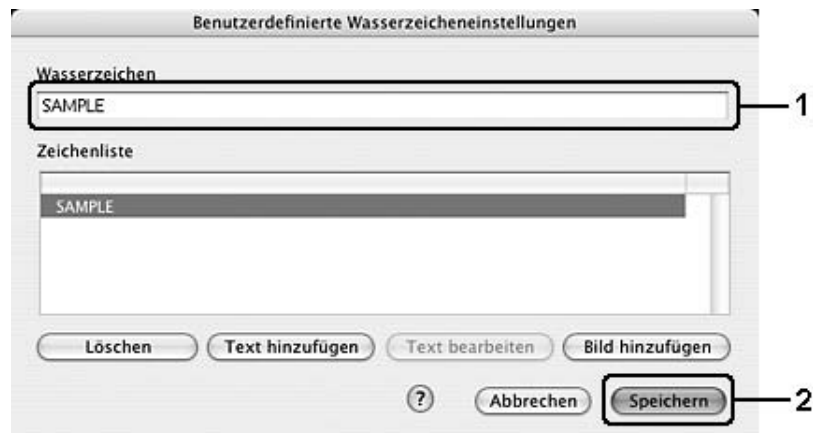 Benutzerdefinierte Wasserzeicheneinstellungen
Wasserzeichen
SAMPLE
1
Zeichenliste
SAMPLE
Löschen Text hinzufügen Text bearbeiten Bild hinzufügen
? Abbrechen Speichern 2